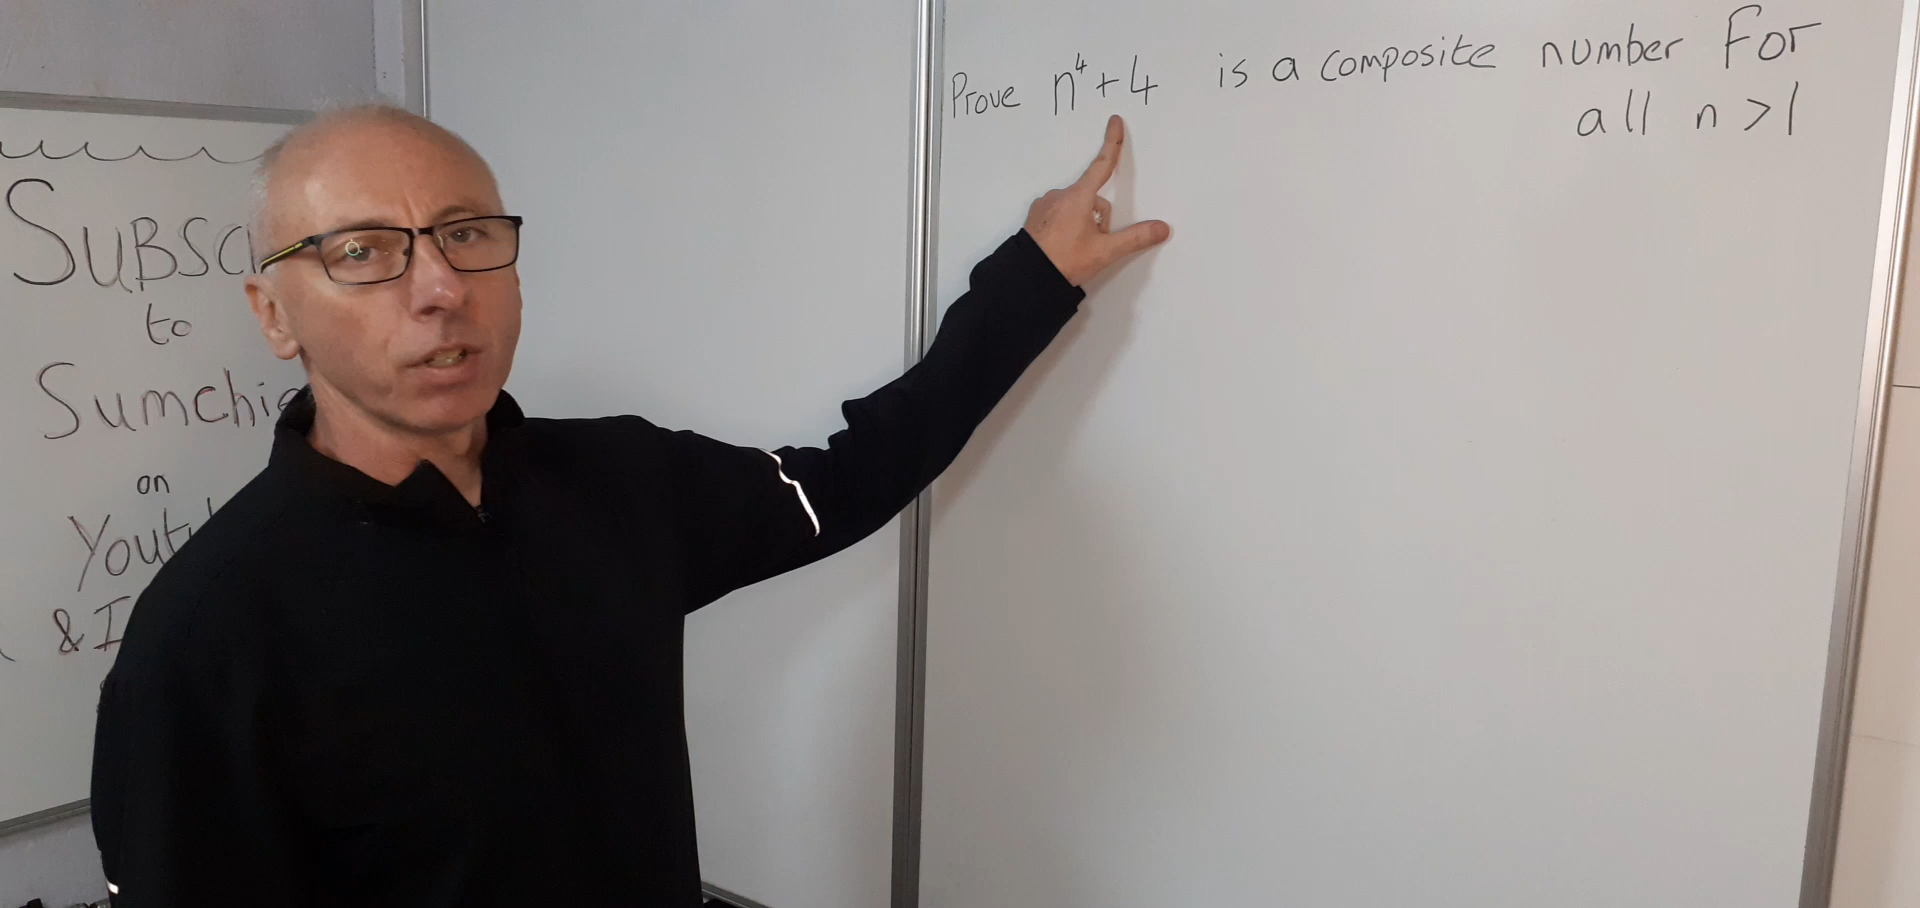 Subsc
to
Sumchi
on
Yout
& I
Prove n⁴+4 is a composite number For
all n >1